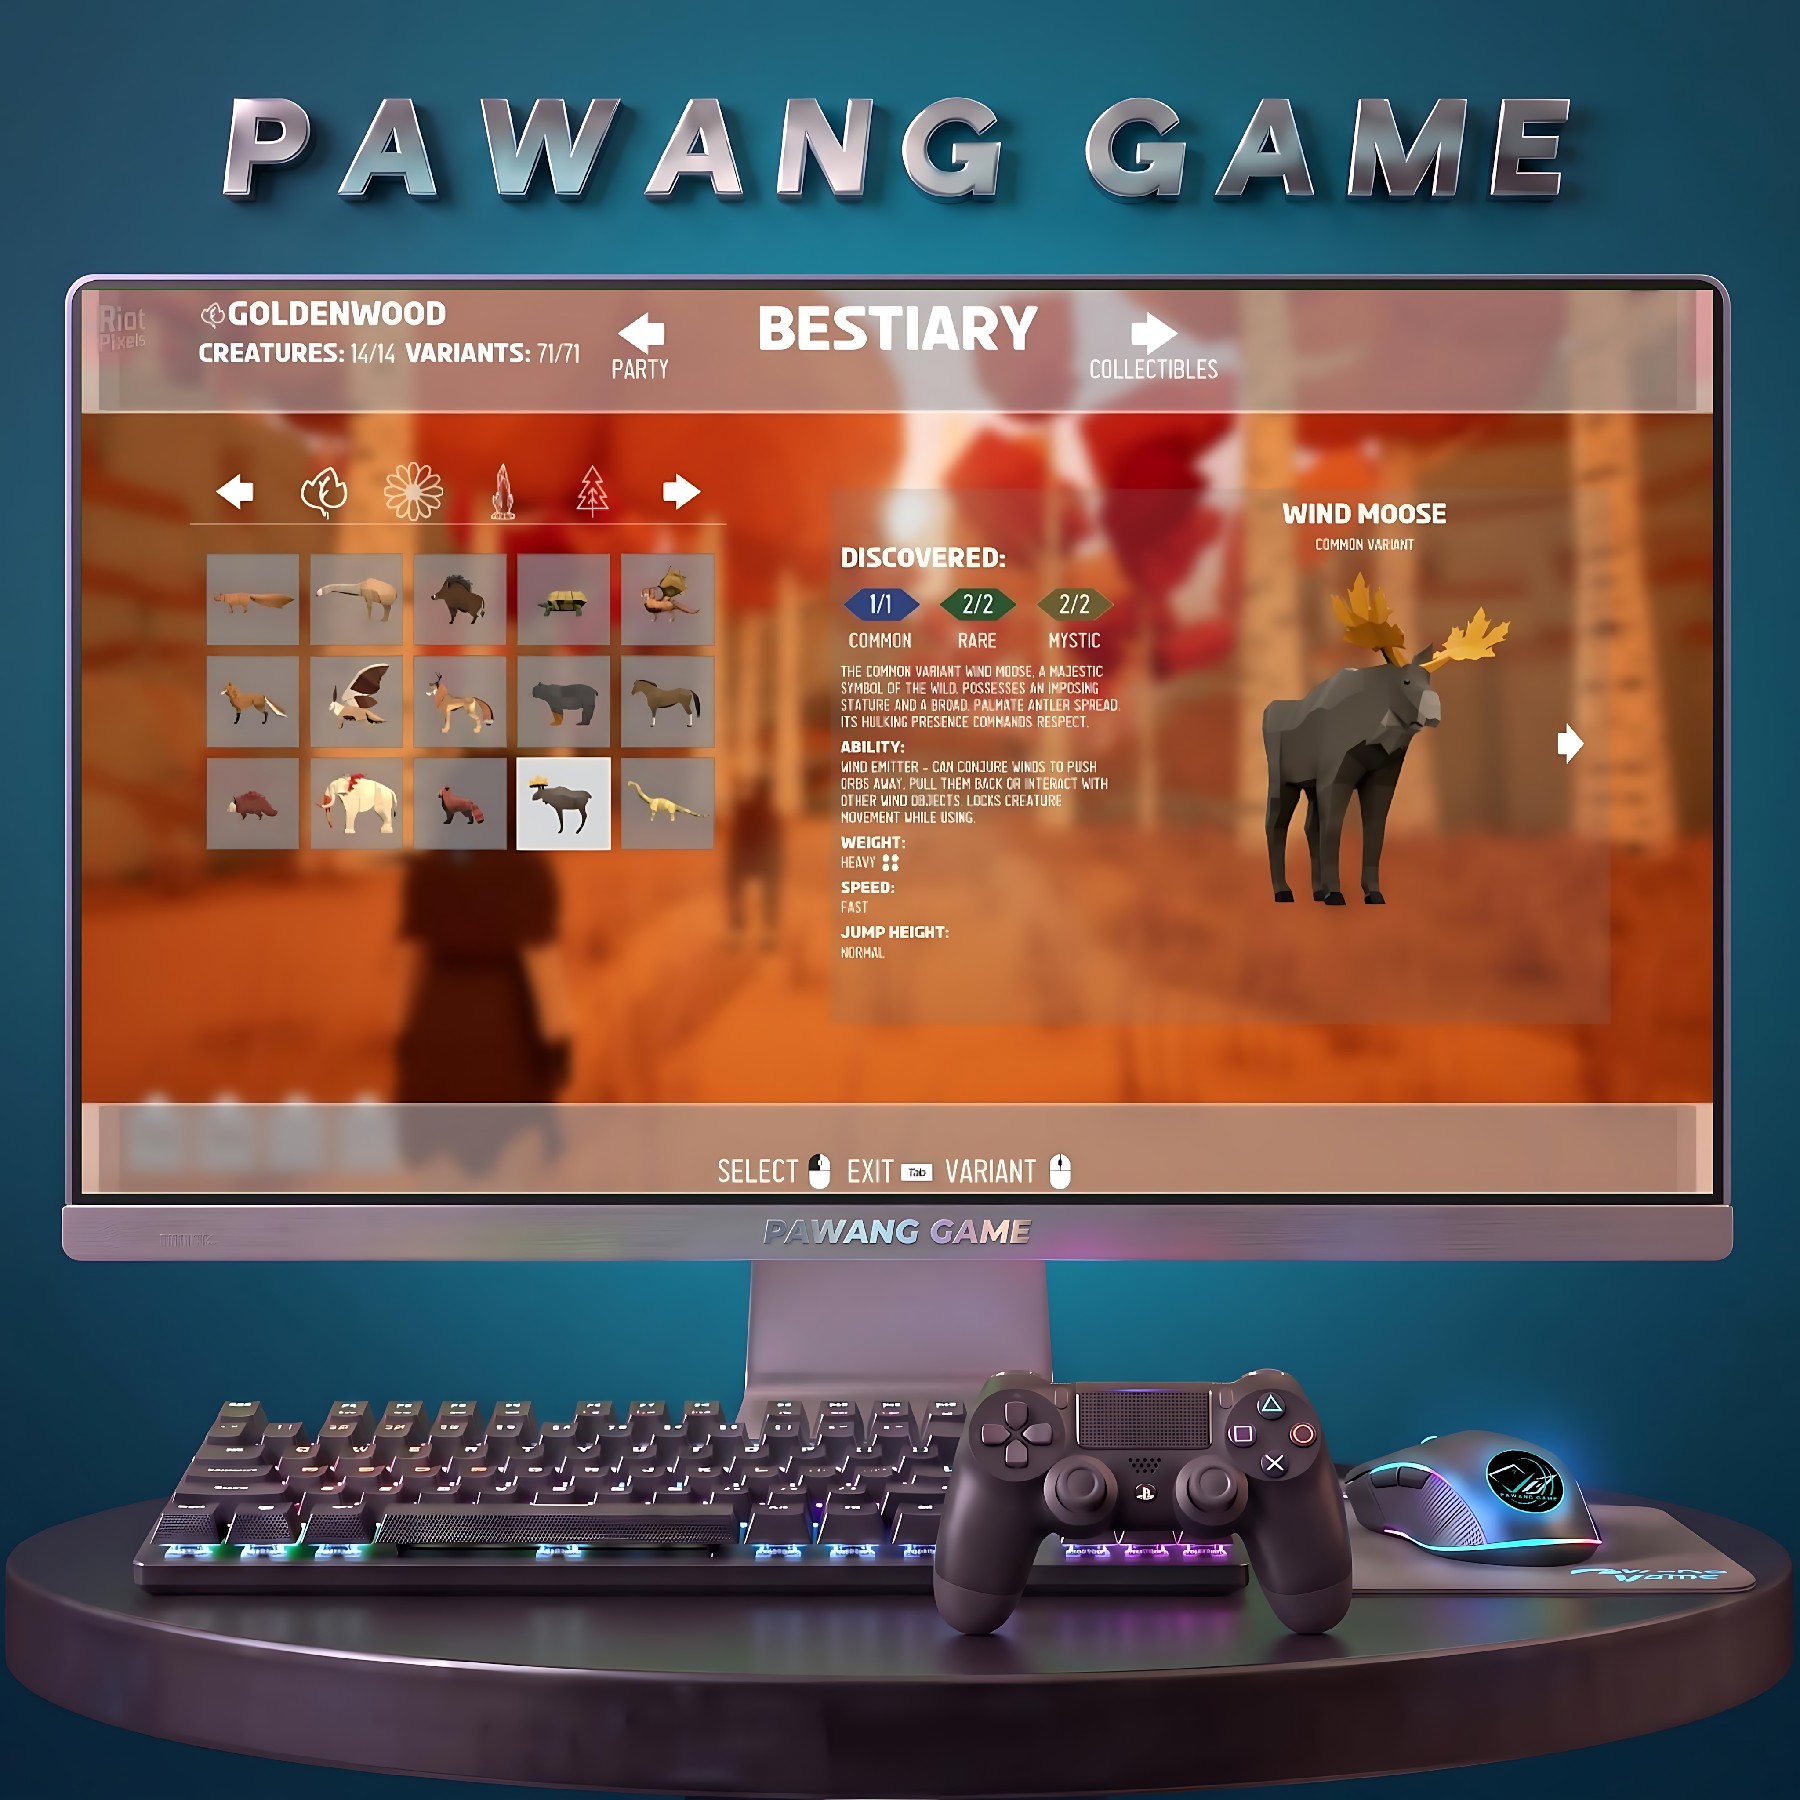 PAWANG GAME
Riot
Pixels
GOLDENWOOD
CREATURES: 14/14 VARIANTS: 71/71
PARTY
BESTIARY
COLLECTIBLES
WIND MOOSE
COMMON VARIANT
DISCOVERED:
1/1 2/2 2/2
COMMON RARE MYSTIC
THE COMMON VARIANT WIND MOOSE, A MAJESTIC
SYMBOL OF THE WILD, POSSESSES AN IMPOSING
STATURE AND A BROAD, PALMATE ANTLER SPREAD.
ITS HULKING PRESENCE COMMANDS RESPECT.
ABILITY:
WIND EMITTER - CAN CONJURE WINDS TO PUSH
ORBS AWAY, PULL THEM BACK OR INTERACT WITH
OTHER WIND OBJECTS. LOCKS CREATURE
MOVEMENT WHILE USING.
WEIGHT:
HEAVY
SPEED:
FAST
JUMP HEIGHT:
NORMAL
SELECT EXIT Tab VARIANT
PAWANG GAME
PAWANG GAME